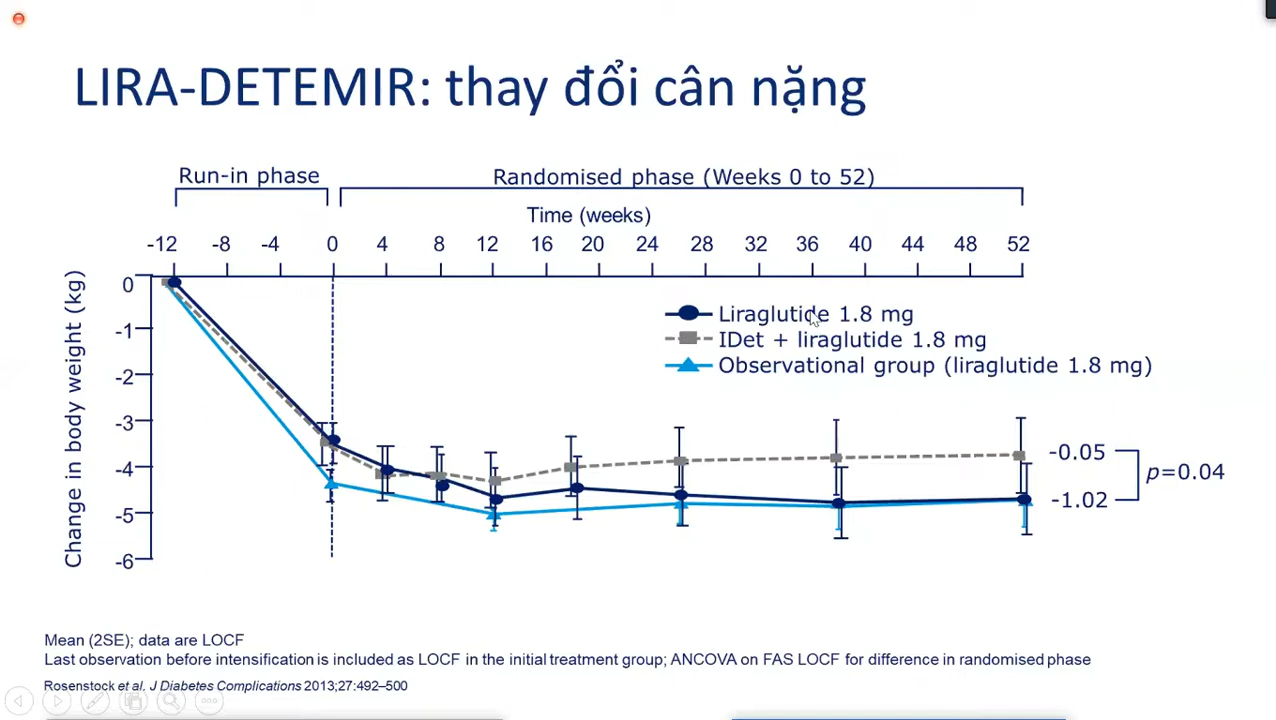 LIRA-DETEMIR: thay đổi cân nặng
Run-in phase
Randomised phase (Weeks 0 to 52)
Time (weeks)
-12 -8 -4 0 4 8 12 16 20 24 28 32 36 40 44 48 52
Change in body weight (kg)
0
-1
-2
-3
-4
-5
-6
Liraglutide 1.8 mg
IDet + liraglutide 1.8 mg
Observational group (liraglutide 1.8 mg)
-0.05
p=0.04
-1.02
Mean (2SE); data are LOCF
Last observation before intensification is included as LOCF in the initial treatment group; ANCOVA on FAS LOCF for difference in randomised phase
Rosenstock et al. J Diabetes Complications 2013;27:492–500